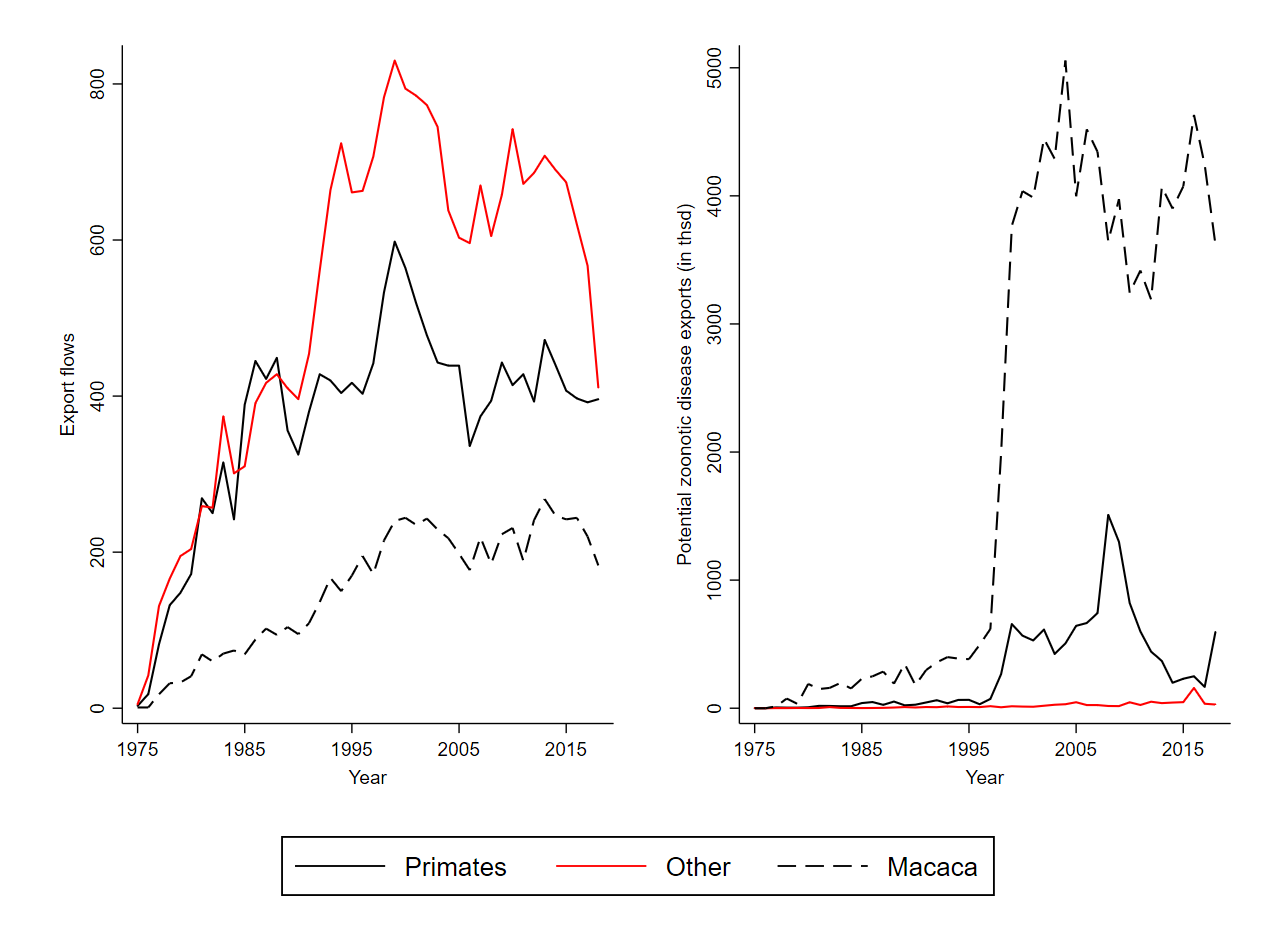 Export flows
800
600
400
200
0
1975 1985 1995 2005 2015
Year
Potential zoonotic disease exports (in thsd)
5000
4000
3000
2000
1000
0
1975 1985 1995 2005 2015
Year
Primates Other Macaca